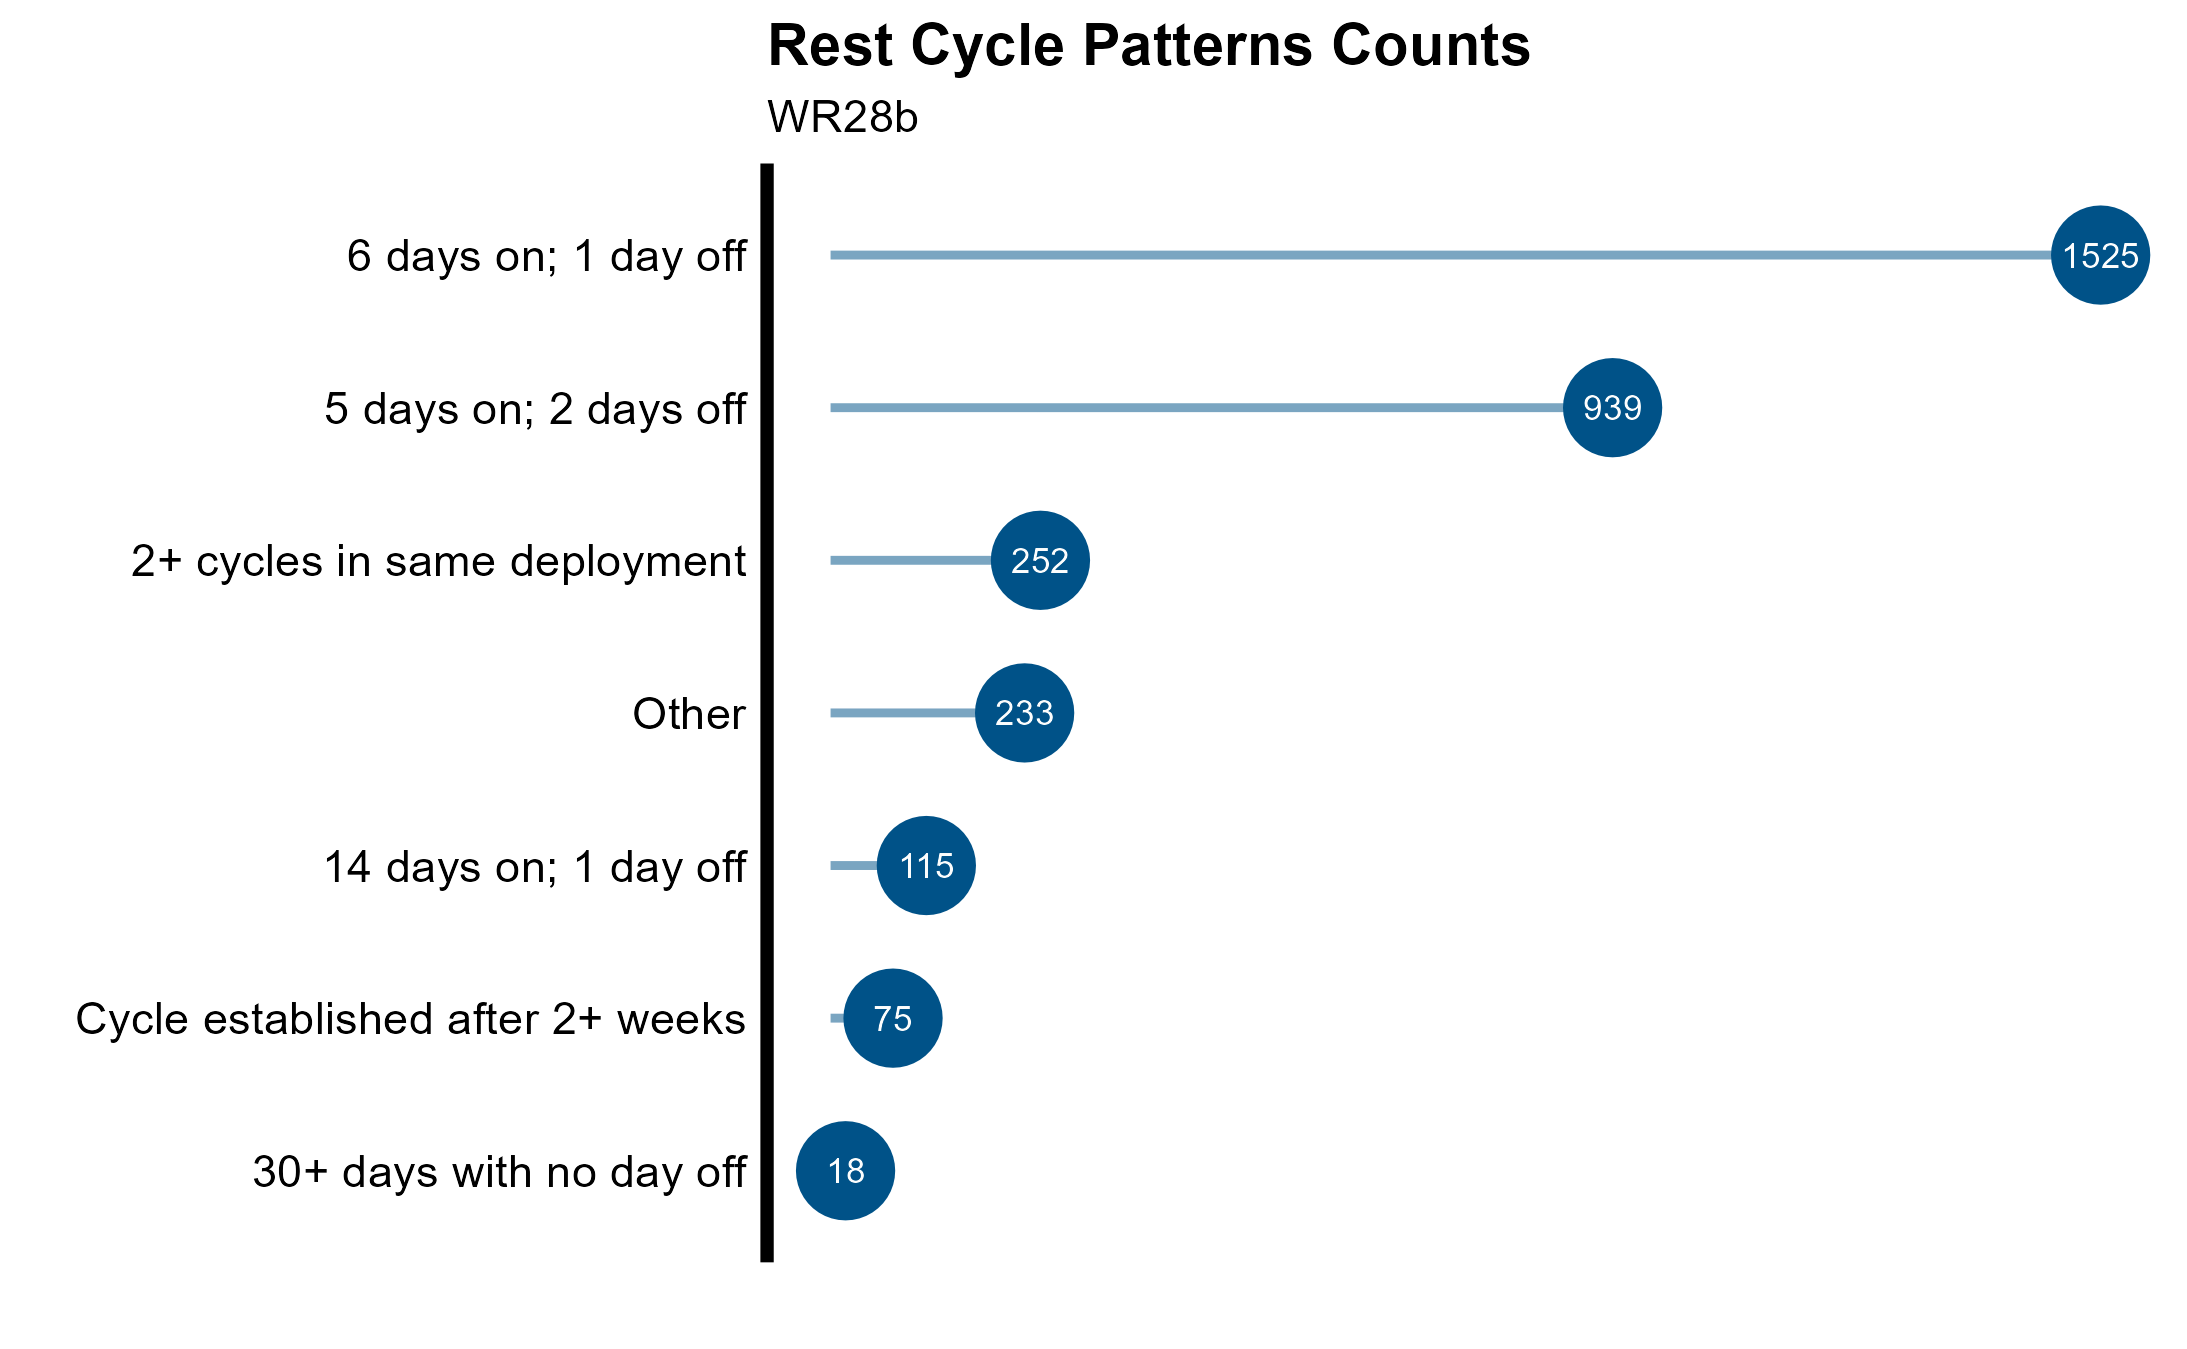 Rest Cycle Patterns Counts
WR28b
6 days on; 1 day off 1525
5 days on; 2 days off 939
2+ cycles in same deployment 252
Other 233
14 days on; 1 day off 115
Cycle established after 2+ weeks 75
30+ days with no day off 18